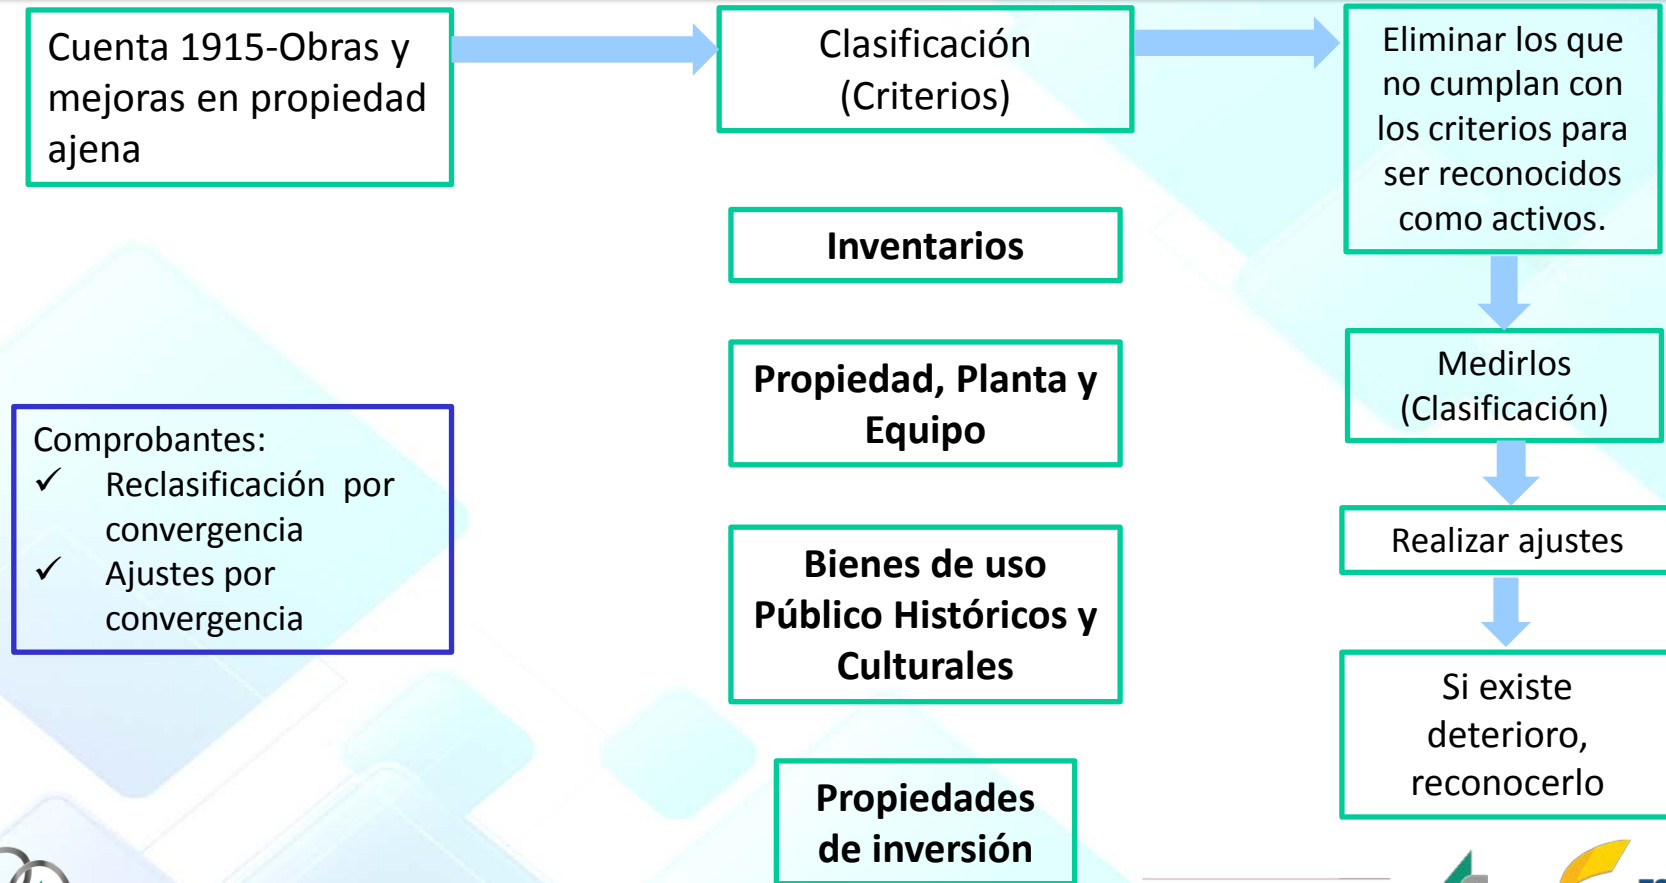 Cuenta 1915-Obras y
mejoras en propiedad
ajena
Clasificación
(Criterios)
Eliminar los que
no cumplan con
los criterios para
ser reconocidos
como activos.
Inventarios
Propiedad, Planta y
Equipo
Bienes de uso
Público Históricos y
Culturales
Propiedades
de inversión
Medirlos
(Clasificación)
Realizar ajustes
Si existe
deterioro,
reconocerlo
Comprobantes:
✓ Reclasificación por
convergencia
✓ Ajustes por
convergencia